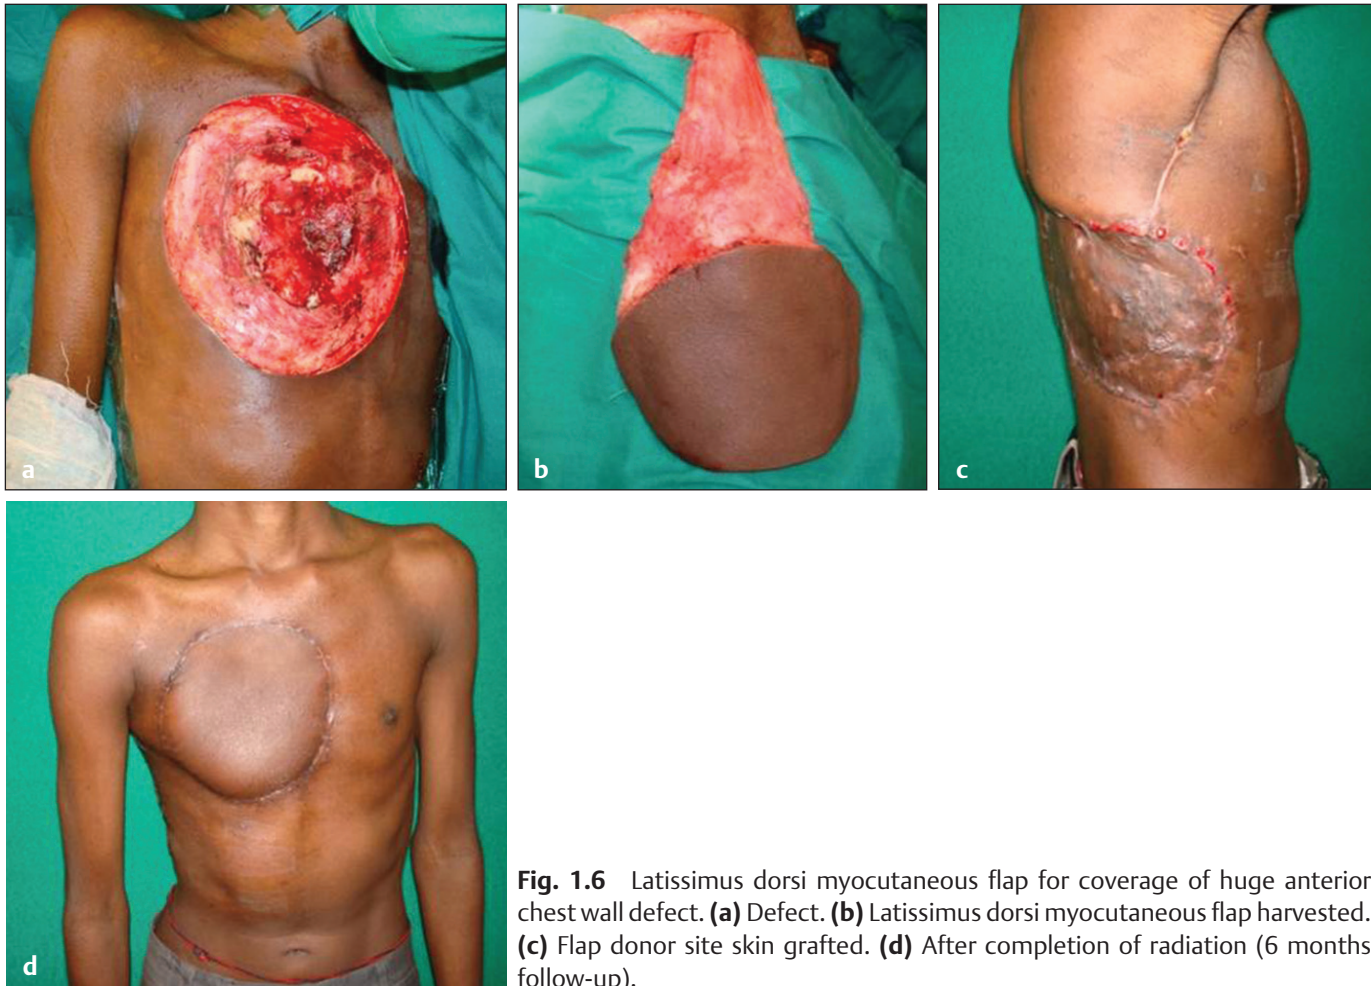 a
b
c
d
Fig. 1.6 Latissimus dorsi myocutaneous flap for coverage of huge anterior
chest wall defect. (a) Defect. (b) Latissimus dorsi myocutaneous flap harvested.
(c) Flap donor site skin grafted. (d) After completion of radiation (6 months
follow-up).